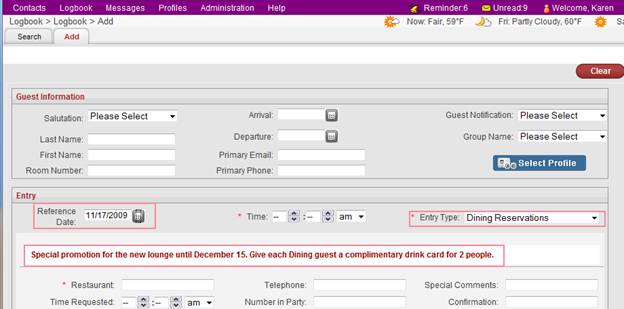 Contacts Logbook Messages Profiles Administration Help Reminder:6 Unread:9 Welcome, Karen
Logbook > Logbook > Add Now: Fair, 59°F Fri: Partly Cloudy, 60°F
Search Add
Clear
Guest Information
Salutation: Please Select Arrival: Guest Notification: Please Select
Last Name: Departure: Group Name: Please Select
First Name: Primary Email: Select Profile
Room Number: Primary Phone:
Entry
Reference Date: 11/17/2009 * Time: -- : -- am * Entry Type: Dining Reservations
Special promotion for the new lounge until December 15. Give each Dining guest a complimentary drink card for 2 people.
* Restaurant: Telephone: Special Comments:
Time Requested: -- : -- am Number in Party: Confirmation: